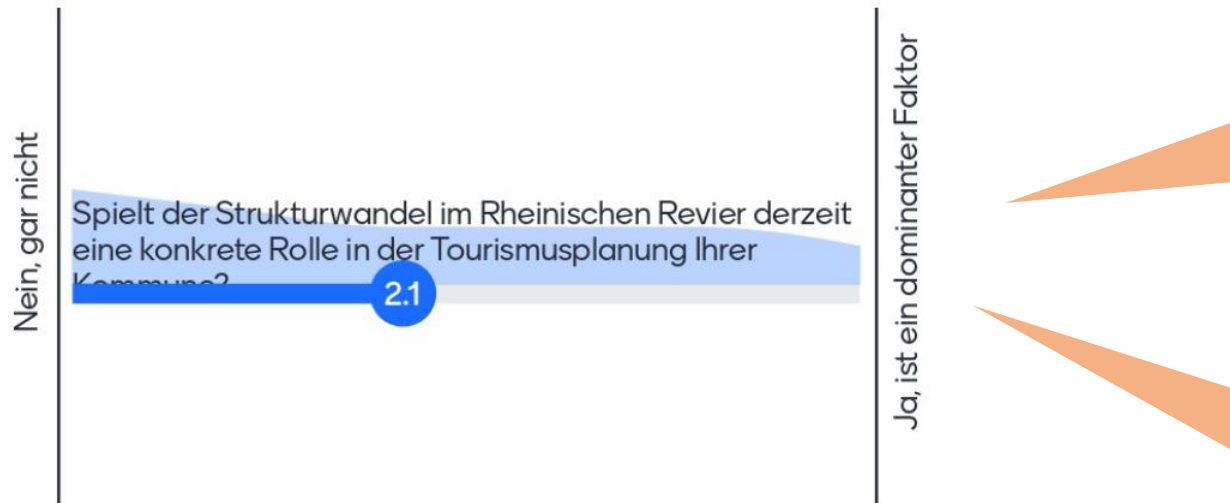 Nein, gar nicht
Spielt der Strukturwandel im Rheinischen Revier derzeit
eine konkrete Rolle in der Tourismusplanung Ihrer
Kommune?
2.1
Ja, ist ein dominanter Faktor